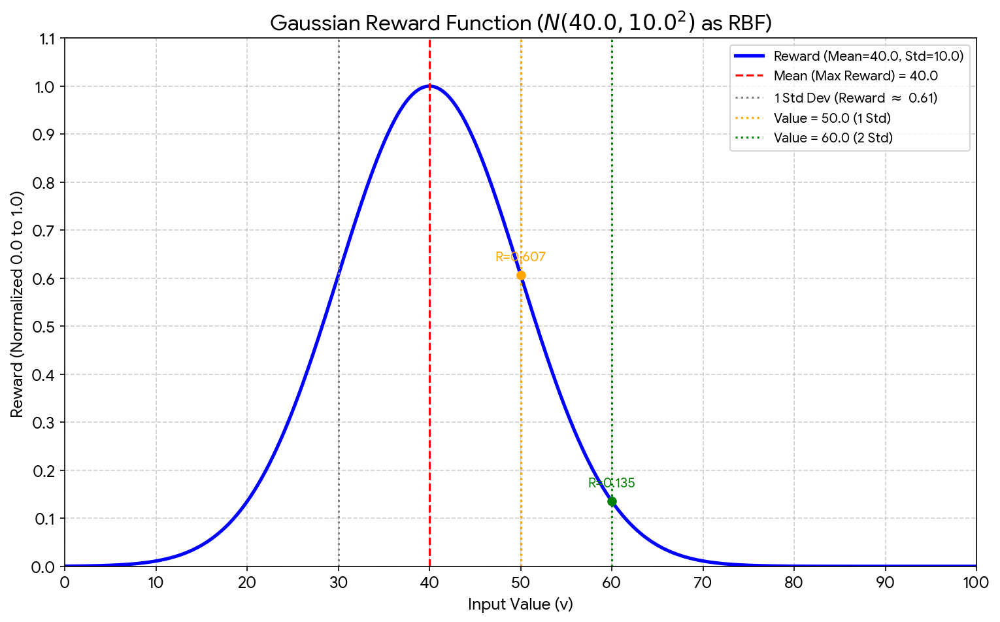 Gaussian Reward Function (N(40.0, 10.0²) as RBF)
Reward (Mean=40.0, Std=10.0)
Mean (Max Reward) = 40.0
1 Std Dev (Reward ≈ 0.61)
Value = 50.0 (1 Std)
Value = 60.0 (2 Std)
Reward (Normalized 0.0 to 1.0)
1.1
1.0
0.9
0.8
0.7
0.6
0.5
0.4
0.3
0.2
0.1
0.0
R=0.607
R=0.135
0 10 20 30 40 50 60 70 80 90 100
Input Value (v)